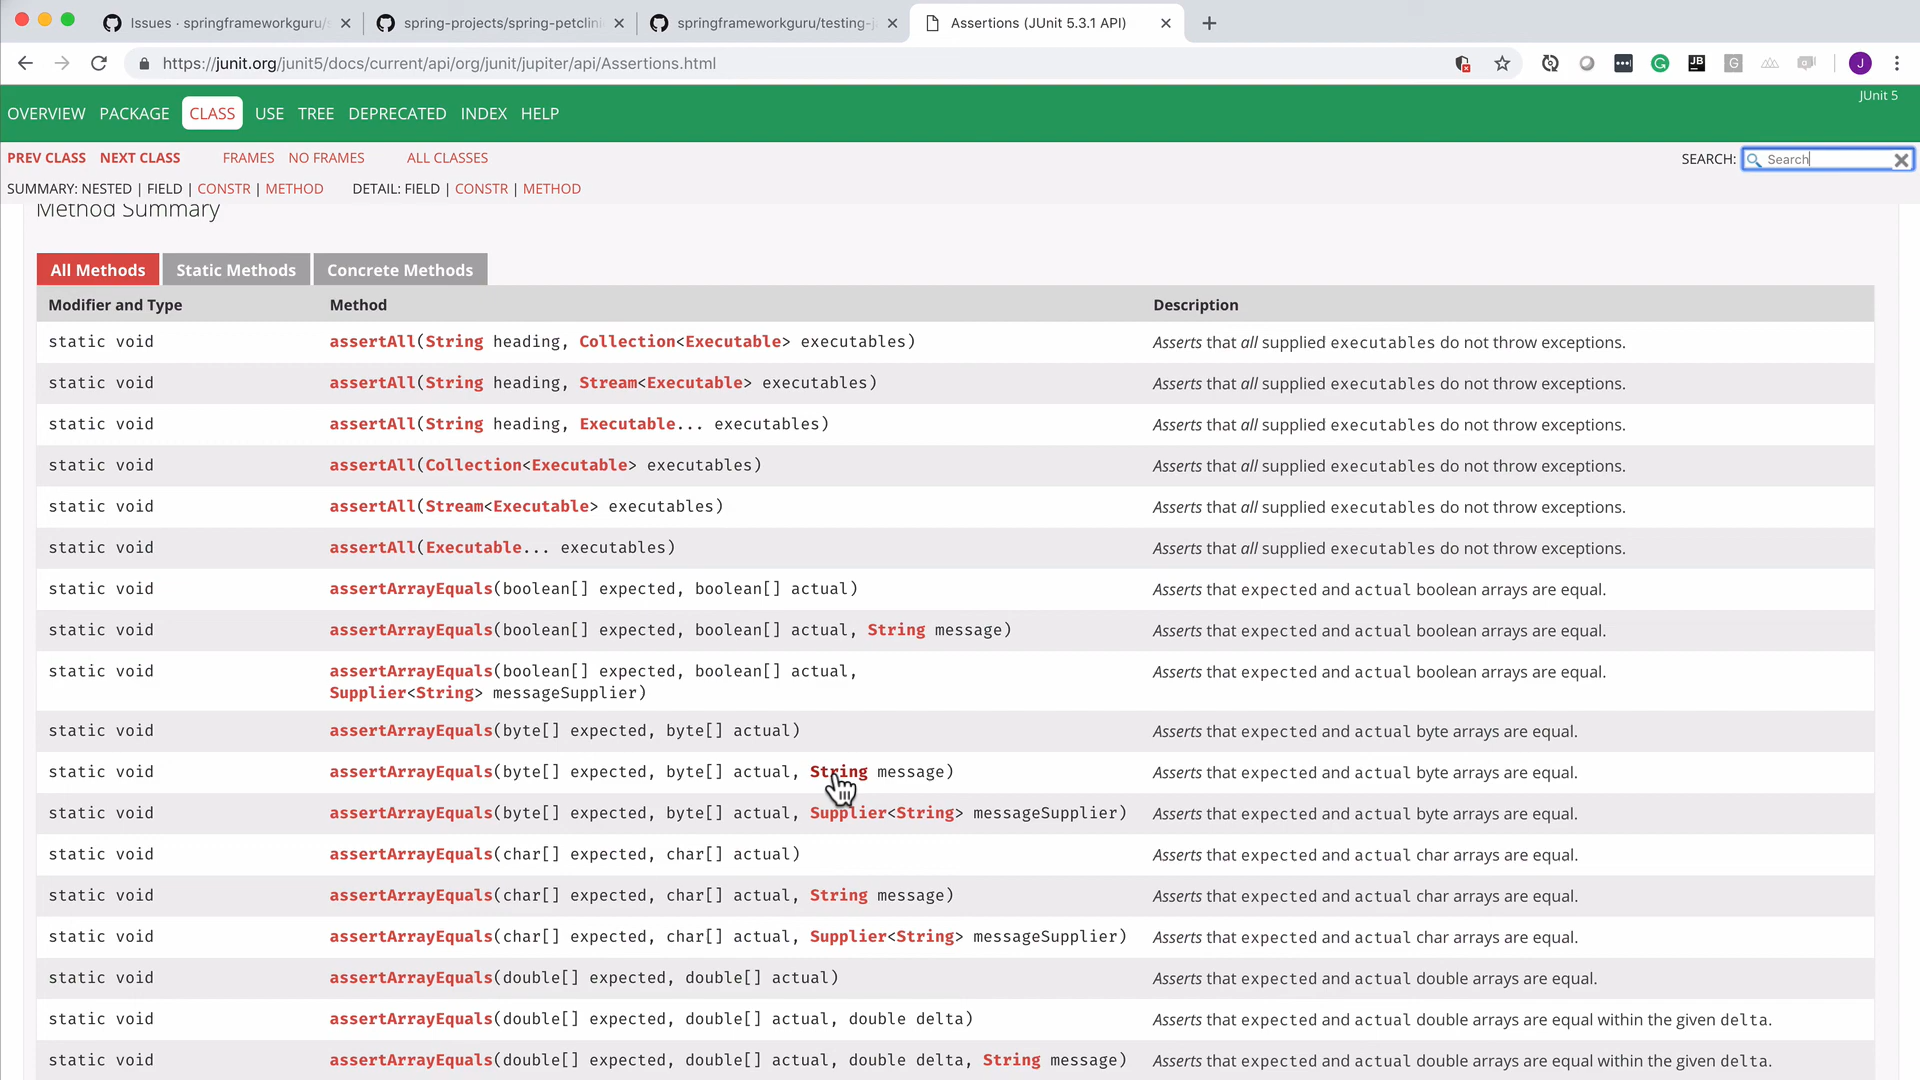 Issues · springframeworkguru/s
spring-projects/spring-petclini
springframeworkguru/testing-j
Assertions (JUnit 5.3.1 API)
https://junit.org/junit5/docs/current/api/org/junit/jupiter/api/Assertions.html
JUnit 5
OVERVIEW PACKAGE CLASS USE TREE DEPRECATED INDEX HELP
PREV CLASS NEXT CLASS FRAMES NO FRAMES ALL CLASSES SEARCH: Search
SUMMARY: NESTED | FIELD | CONSTR | METHOD DETAIL: FIELD | CONSTR | METHOD
Method Summary
All Methods Static Methods Concrete Methods
Modifier and Type Method Description
static void assertAll(String heading, Collection<Executable> executables) Asserts that all supplied executables do not throw exceptions.
static void assertAll(String heading, Stream<Executable> executables) Asserts that all supplied executables do not throw exceptions.
static void assertAll(String heading, Executable... executables) Asserts that all supplied executables do not throw exceptions.
static void assertAll(Collection<Executable> executables) Asserts that all supplied executables do not throw exceptions.
static void assertAll(Stream<Executable> executables) Asserts that all supplied executables do not throw exceptions.
static void assertAll(Executable... executables) Asserts that all supplied executables do not throw exceptions.
static void assertArrayEquals(boolean[] expected, boolean[] actual) Asserts that expected and actual boolean arrays are equal.
static void assertArrayEquals(boolean[] expected, boolean[] actual, String message) Asserts that expected and actual boolean arrays are equal.
static void assertArrayEquals(boolean[] expected, boolean[] actual, Asserts that expected and actual boolean arrays are equal.
Supplier<String> messageSupplier)
static void assertArrayEquals(byte[] expected, byte[] actual) Asserts that expected and actual byte arrays are equal.
static void assertArrayEquals(byte[] expected, byte[] actual, String message) Asserts that expected and actual byte arrays are equal.
static void assertArrayEquals(byte[] expected, byte[] actual, Supplier<String> messageSupplier) Asserts that expected and actual byte arrays are equal.
static void assertArrayEquals(char[] expected, char[] actual) Asserts that expected and actual char arrays are equal.
static void assertArrayEquals(char[] expected, char[] actual, String message) Asserts that expected and actual char arrays are equal.
static void assertArrayEquals(char[] expected, char[] actual, Supplier<String> messageSupplier) Asserts that expected and actual char arrays are equal.
static void assertArrayEquals(double[] expected, double[] actual) Asserts that expected and actual double arrays are equal.
static void assertArrayEquals(double[] expected, double[] actual, double delta) Asserts that expected and actual double arrays are equal within the given delta.
static void assertArrayEquals(double[] expected, double[] actual, double delta, String message) Asserts that expected and actual double arrays are equal within the given delta.